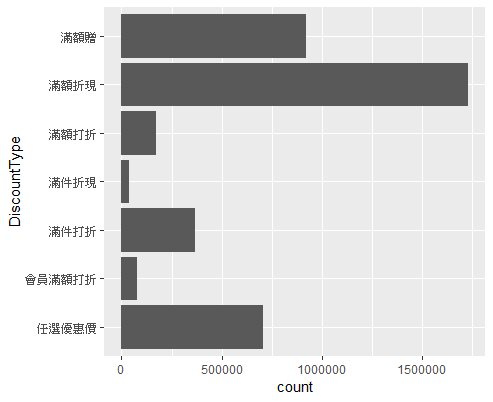 DiscountType
滿額贈
滿額折現
滿額打折
滿件折現
滿件打折
會員滿額打折
任選優惠價
0 500000 1000000 1500000
count